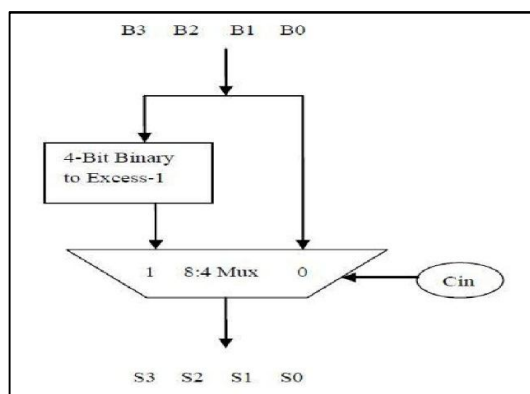 B3 B2 B1 B0
4-Bit Binary
to Excess-1
1 8:4 Mux 0
Cin
S3 S2 S1 S0